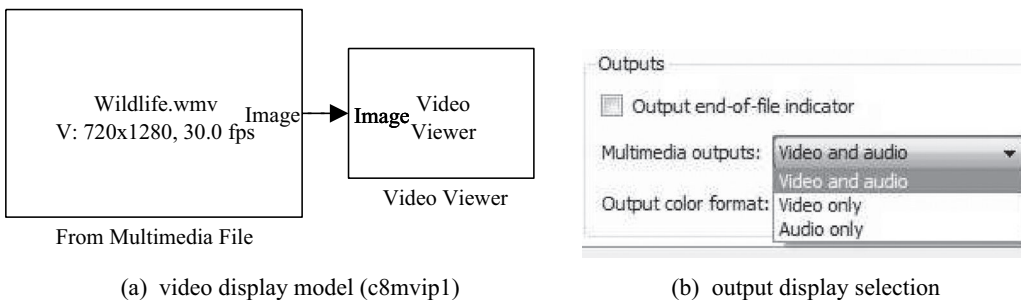 Wildlife.wmv
V: 720x1280, 30.0 fps
Image
Image
Video
Viewer
Video Viewer
From Multimedia File
(a) video display model (c8mvip1)
Outputs
Output end-of-file indicator
Multimedia outputs: Video and audio
Video and audio
Output color format: Video only
Audio only
(b) output display selection